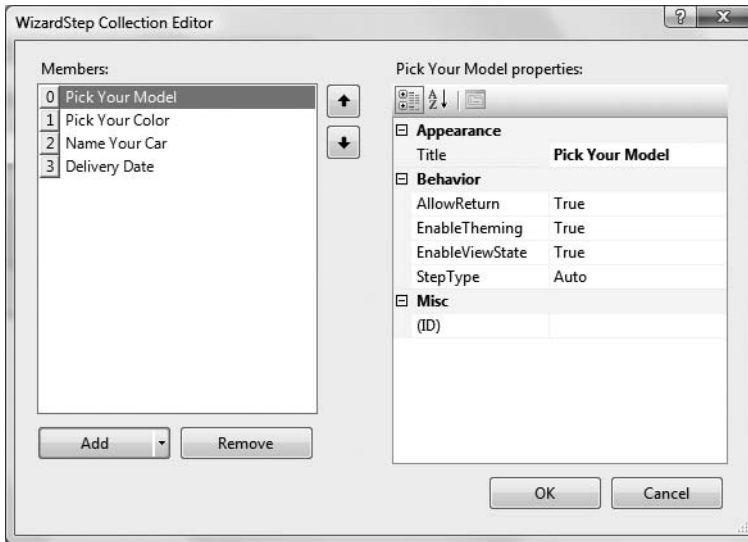 WizardStep Collection Editor
? X
Members:
0 Pick Your Model
1 Pick Your Color
2 Name Your Car
3 Delivery Date
Add
Remove
Pick Your Model properties:
A Z
Appearance
Title Pick Your Model
Behavior
AllowReturn True
EnableTheming True
EnableViewState True
StepType Auto
Misc
(ID)
OK
Cancel